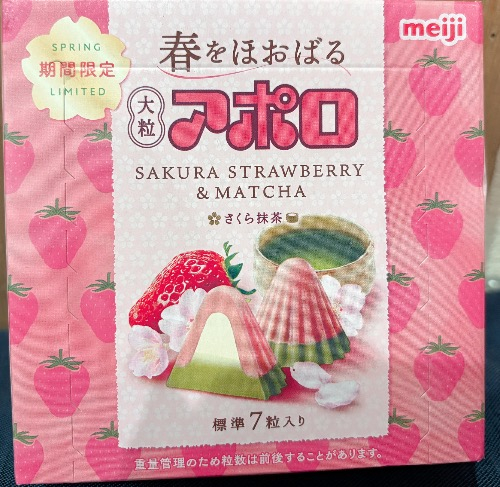 SPRING
期間限定
LIMITED
meiji
春をほおばる
大粒
アポロ
SAKURA STRAWBERRY
& MATCHA
さくら抹茶
標準7粒入り
重量管理のため粒数は前後することがあります。